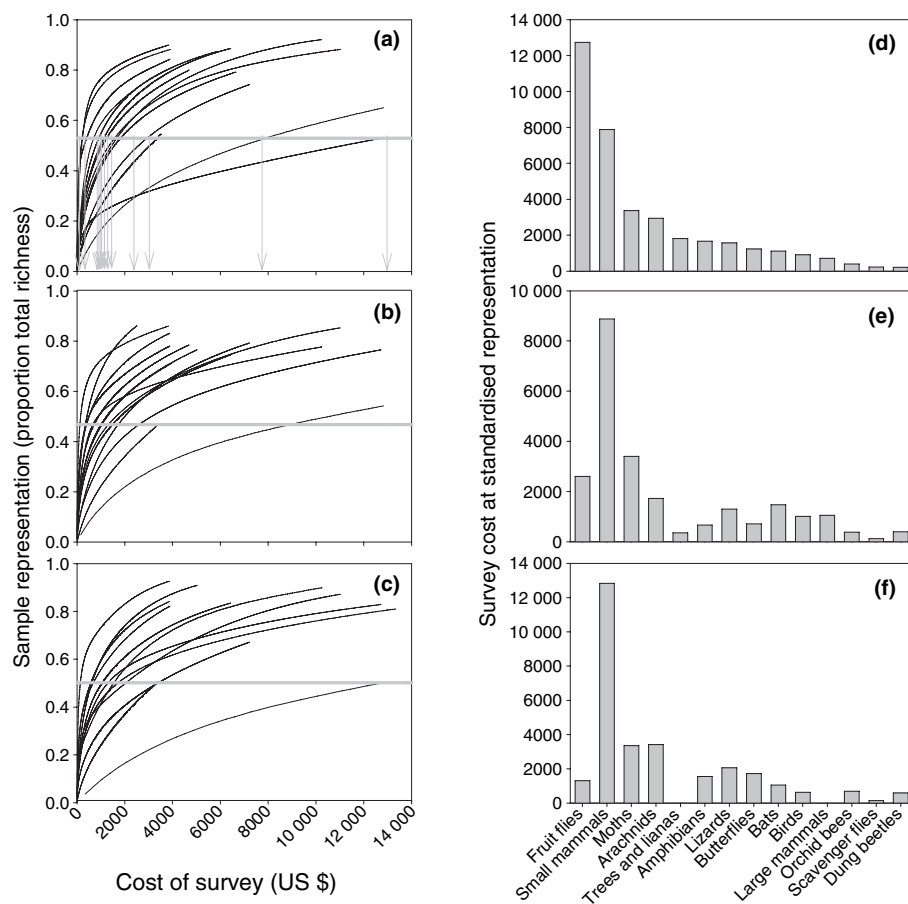 Sample representation (proportion total richness)
1.0
0.8
0.6
0.4
0.2
0.0
(a)
1.0
0.8
0.6
0.4
0.2
0.0
(b)
1.0
0.8
0.6
0.4
0.2
0.0
(c)
0
2000
4000
6000
8000
10 000
12 000
14 000
Cost of survey (US $)
Survey cost at standardised representation
14 000
12 000
10 000
8000
6000
4000
2000
0
(d)
10 000
8000
6000
4000
2000
0
(e)
14 000
12 000
10 000
8000
6000
4000
2000
0
(f)
Fruit flies
Small mammals
Moths
Arachnids
Trees and lianas
Amphibians
Lizards
Butterflies
Bats
Birds
Large mammals
Orchid bees
Scavenger flies
Dung beetles